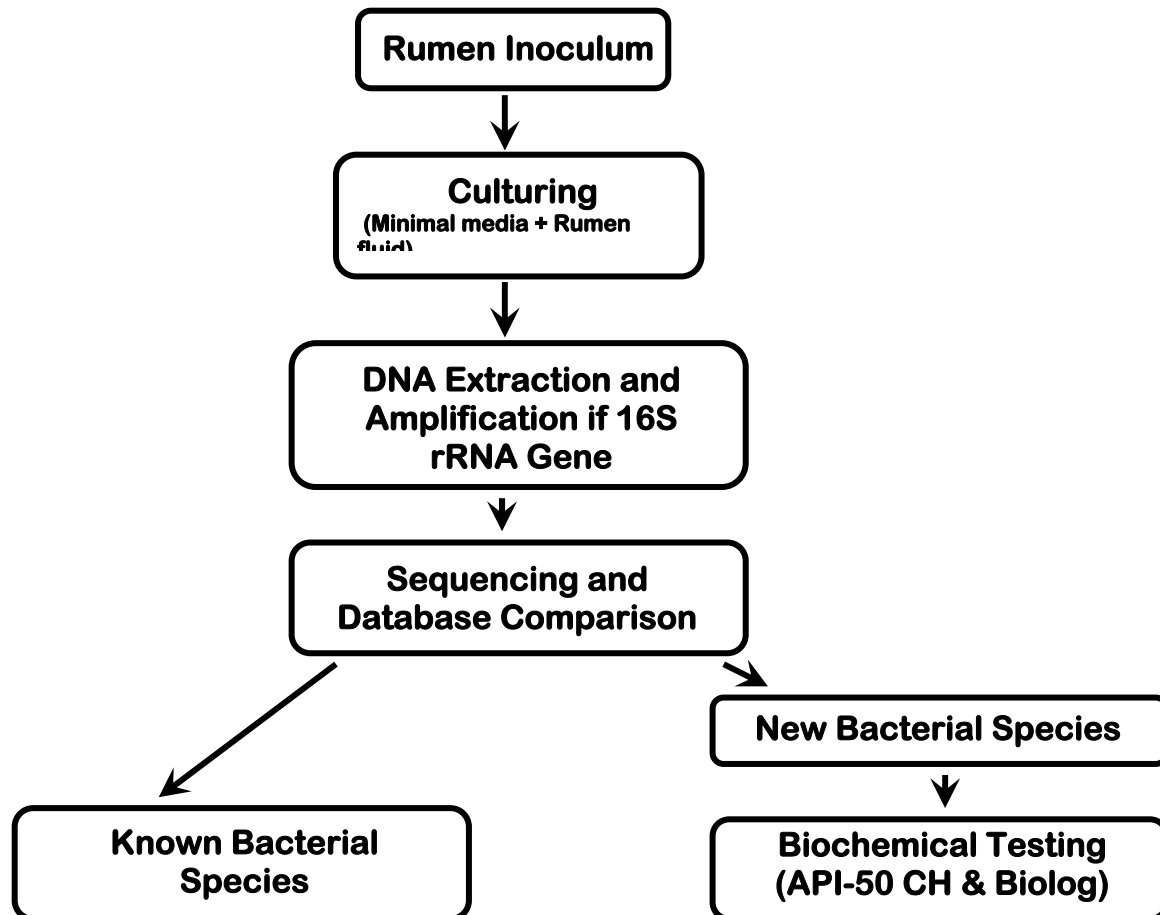 Rumen Inoculum
Culturing
(Minimal media + Rumen
fluid)
DNA Extraction and
Amplification if 16S
rRNA Gene
Sequencing and
Database Comparison
New Bacterial Species
Known Bacterial
Species
Biochemical Testing
(API-50 CH & Biolog)